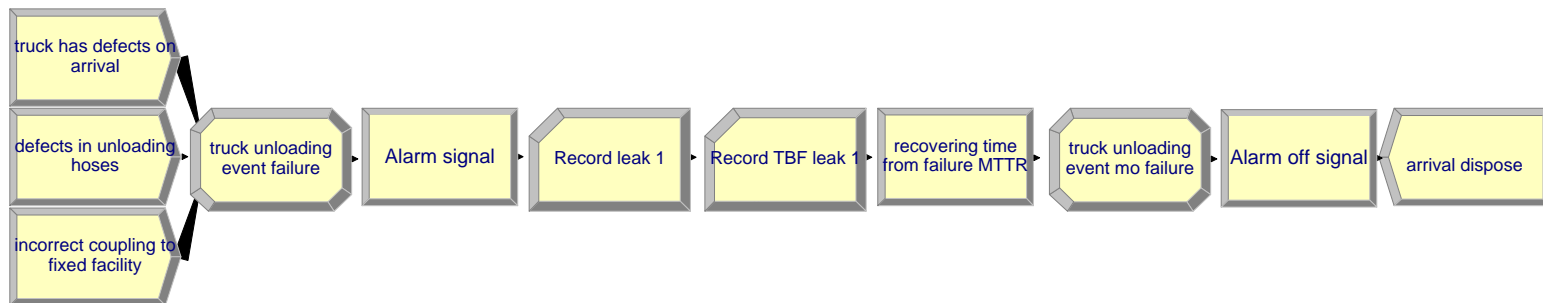 truck has defects on
arrival
defects in unloading
hoses
incorrect coupling to
fixed facility
truck unloading
event failure
Alarm signal
Record leak 1
Record TBF leak 1
recovering time
from failure MTTR
truck unloading
event mo failure
Alarm off signal
arrival dispose